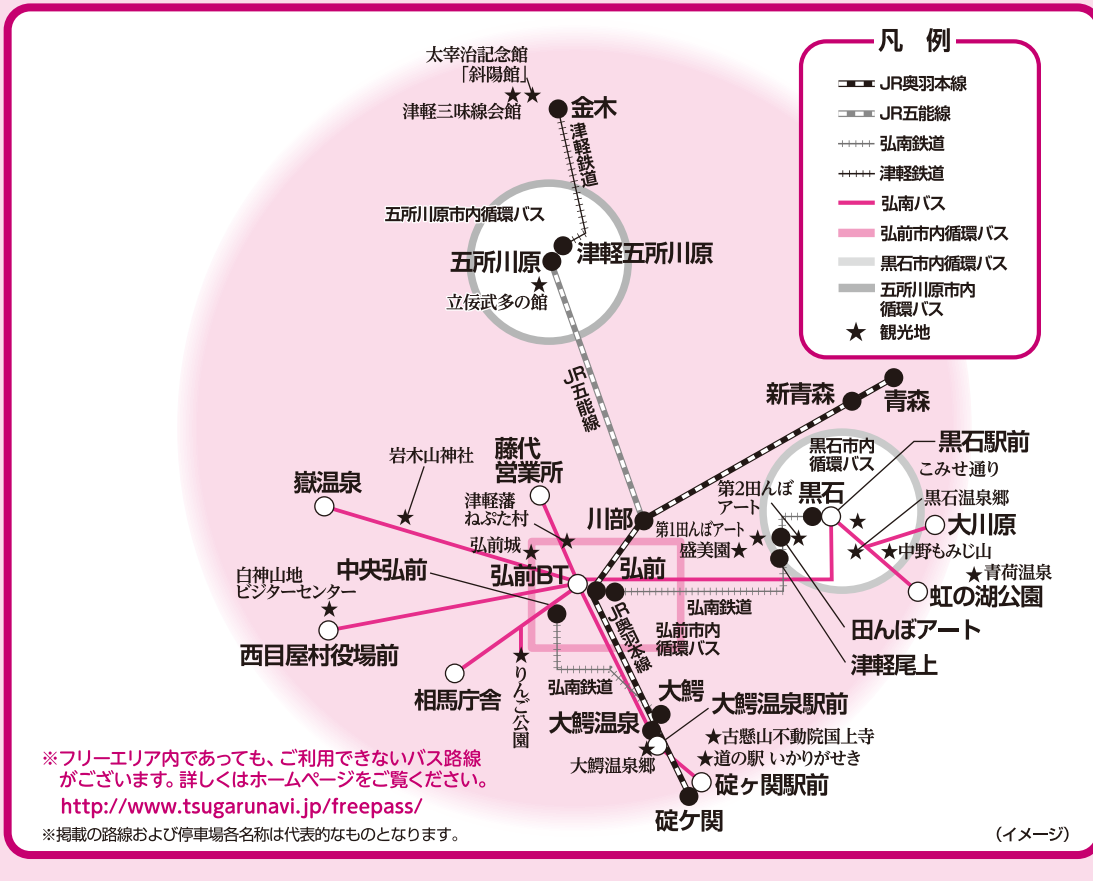 凡 例
JR奥羽本線
JR五能線
弘南鉄道
津軽鉄道
弘南バス
弘前市内循環バス
黒石市内循環バス
五所川原市内
循環バス
★ 観光地
太宰治記念館
「斜陽館」
★★
津軽三味線会館
金木
津軽鉄道
五所川原市内循環バス
五所川原
津軽五所川原
★
立佞武多の館
JR五能線
新青森
青森
黒石市内
循環バス
黒石駅前
こみせ通り
黒石
黒石温泉郷
大川原
★中野もみじ山
★青荷温泉
虹の湖公園
第2田んぼ
アート
第1田んぼアート
盛美園★
田んぼアート
津軽尾上
川部
藤代
営業所
岩木山神社
嶽温泉
津軽藩
ねぷた村
弘前城★
弘前BT
弘前
中央弘前
白神山地
ビジターセンター
★
西目屋村役場前
相馬庁舎
★りんご公園
弘南鉄道
JR奥羽本線
弘前市内
循環バス
弘南鉄道
大鰐
大鰐温泉
大鰐温泉駅前
大鰐温泉郷
★古懸山不動院国上寺
★道の駅 いかりがせき
碇ヶ関駅前
碇ケ関
※フリーエリア内であっても、ご利用できないバス路線
がございます。詳しくはホームページをご覧ください。
http://www.tsugarunavi.jp/freepass/
※掲載の路線および停車場各名称は代表的なものとなります。
（イメージ）